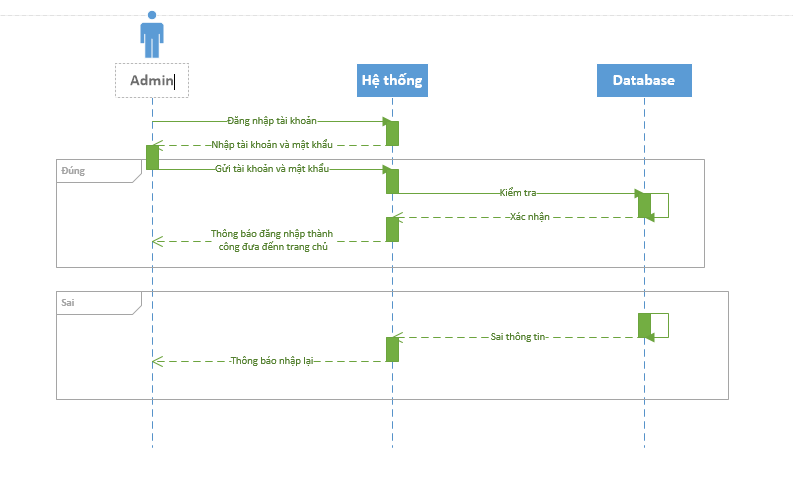 Admin
Hệ thống
Database
Đăng nhập tài khoản
Nhập tài khoản và mật khẩu
Đúng
Gửi tài khoản và mật khẩu
Kiểm tra
Xác nhận
Thông báo đăng nhập thành
công đưa đếnn trang chủ
Sai
Sai thông tin
Thông báo nhập lại